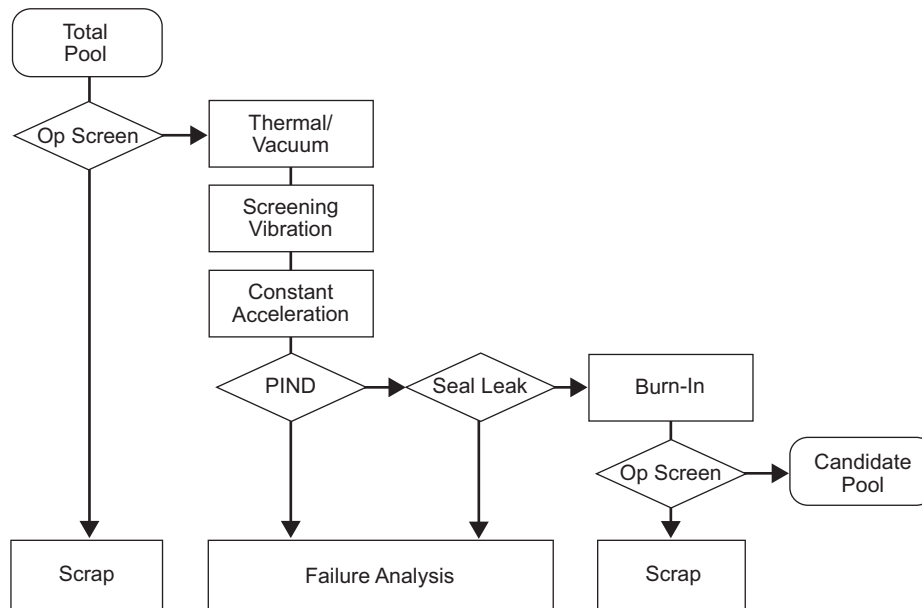 Total
Pool
Op Screen
Thermal/
Vacuum
Screening
Vibration
Constant
Acceleration
PIND
Seal Leak
Burn-In
Op Screen
Candidate
Pool
Scrap
Failure Analysis
Scrap